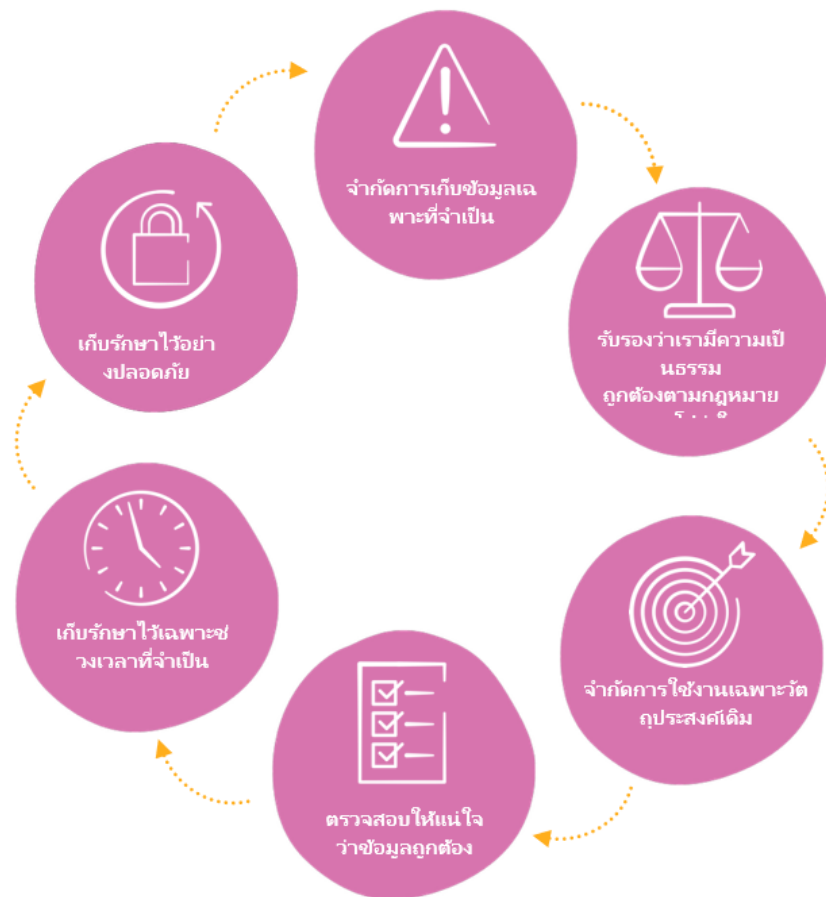 จำกัดการเก็บข้อมูลเฉ
พาะที่จำเป็น
รับรองว่าเรามีความเป็
นธรรม
ถูกต้องตามกฎหมาย
จำกัดการใช้งานเฉพาะวัต
ถุประสงค์เดิม
ตรวจสอบให้แน่ใจ
ว่าข้อมูลถูกต้อง
เก็บรักษาไว้เฉพาะช่
วงเวลาที่จำเป็น
เก็บรักษาไว้อย่า
งปลอดภัย